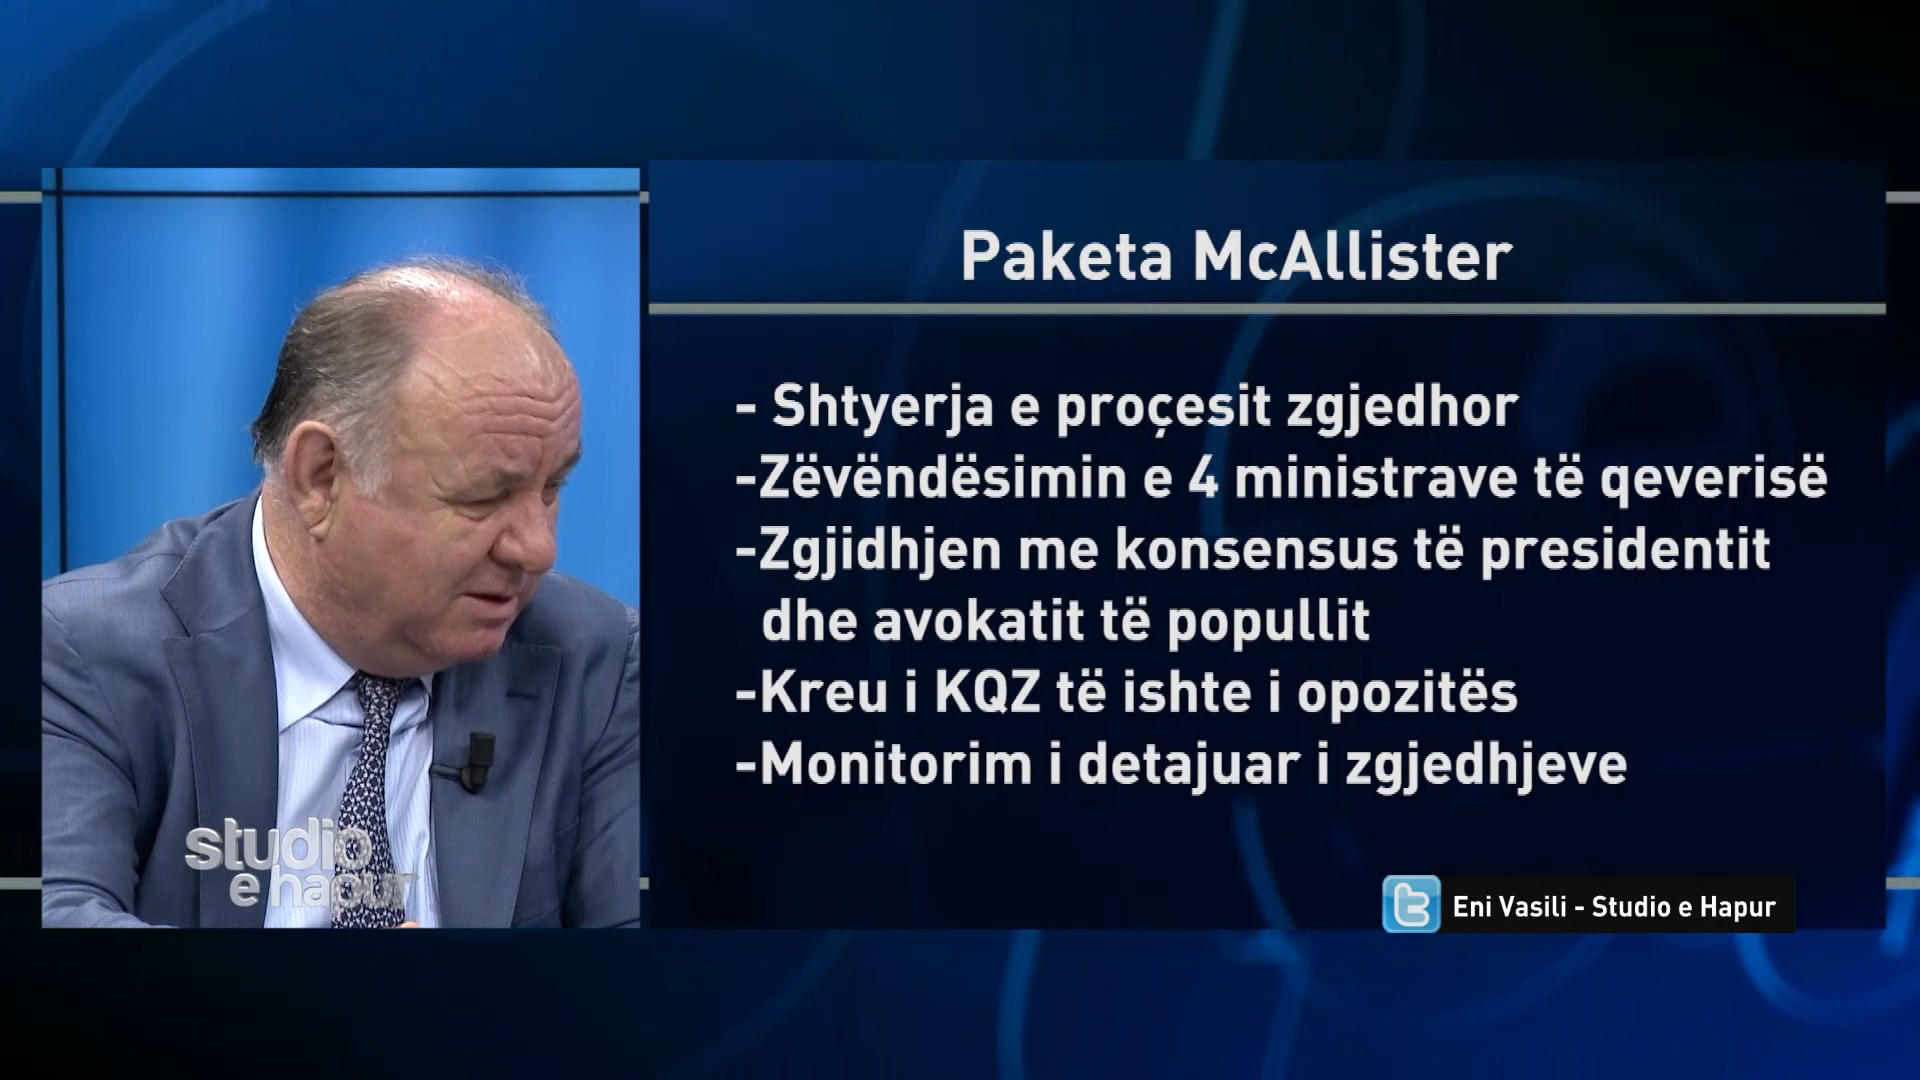 Paketa McAllister
- Shtyerja e proçesit zgjedhor
-Zëvëndësimin e 4 ministrave të qeverisë
-Zgjidhjen me konsensus të presidentit
dhe avokatit të popullit
-Kreu i KQZ të ishte i opozitës
-Monitorim i detajuar i zgjedhjeve
studio
e hapur
Eni Vasili - Studio e Hapur